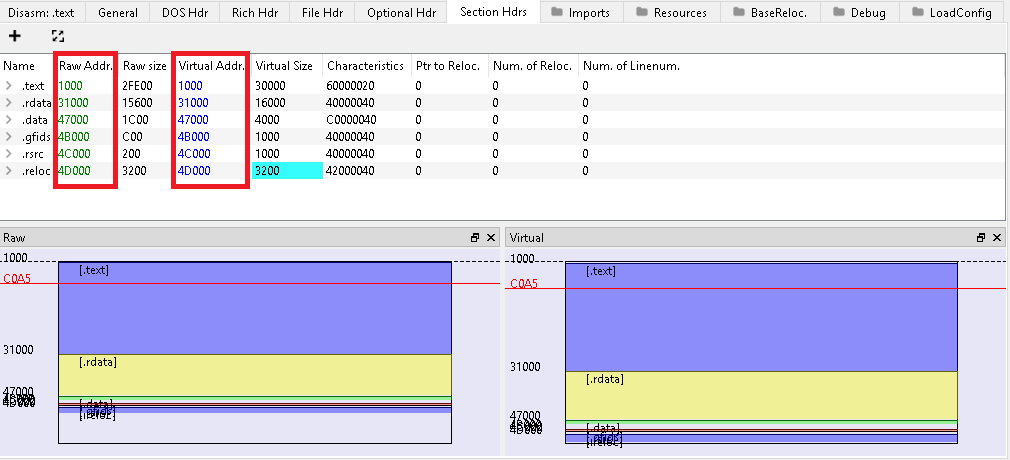 Disasm: .text General DOS Hdr Rich Hdr File Hdr Optional Hdr Section Hdrs Imports Resources BaseReloc. Debug LoadConfig
Name Raw Addr. Raw size Virtual Addr. Virtual Size Characteristics Ptr to Reloc. Num. of Reloc. Num. of Linenum.
.text 1000 2FE00 1000 30000 60000020 0 0 0
.rdata 31000 15600 31000 16000 40000040 0 0 0
.data 47000 1C00 47000 4000 C0000040 0 0 0
.gfids 4B000 C00 4B000 1000 40000040 0 0 0
.rsrc 4C000 200 4C000 1000 40000040 0 0 0
.reloc 4D000 3200 4D000 3200 42000040 0 0 0
Raw
1000
[.text]
C0A5
31000
[.rdata]
47000
[.data]
Virtual
1000
[.text]
C0A5
31000
[.rdata]
47000
[.data]